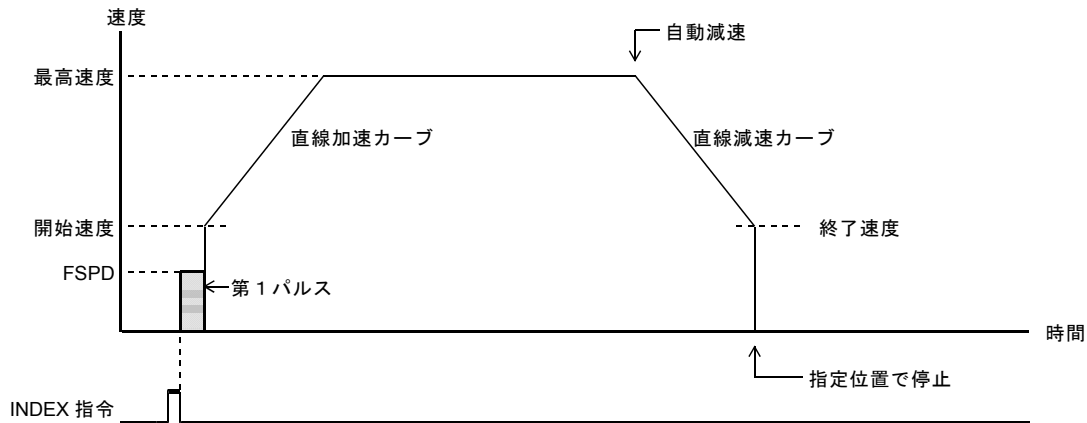 速度
自動減速
最高速度
直線加速カーブ
直線減速カーブ
開始速度
終了速度
FSPD
第１パルス
時間
指定位置で停止
INDEX 指令